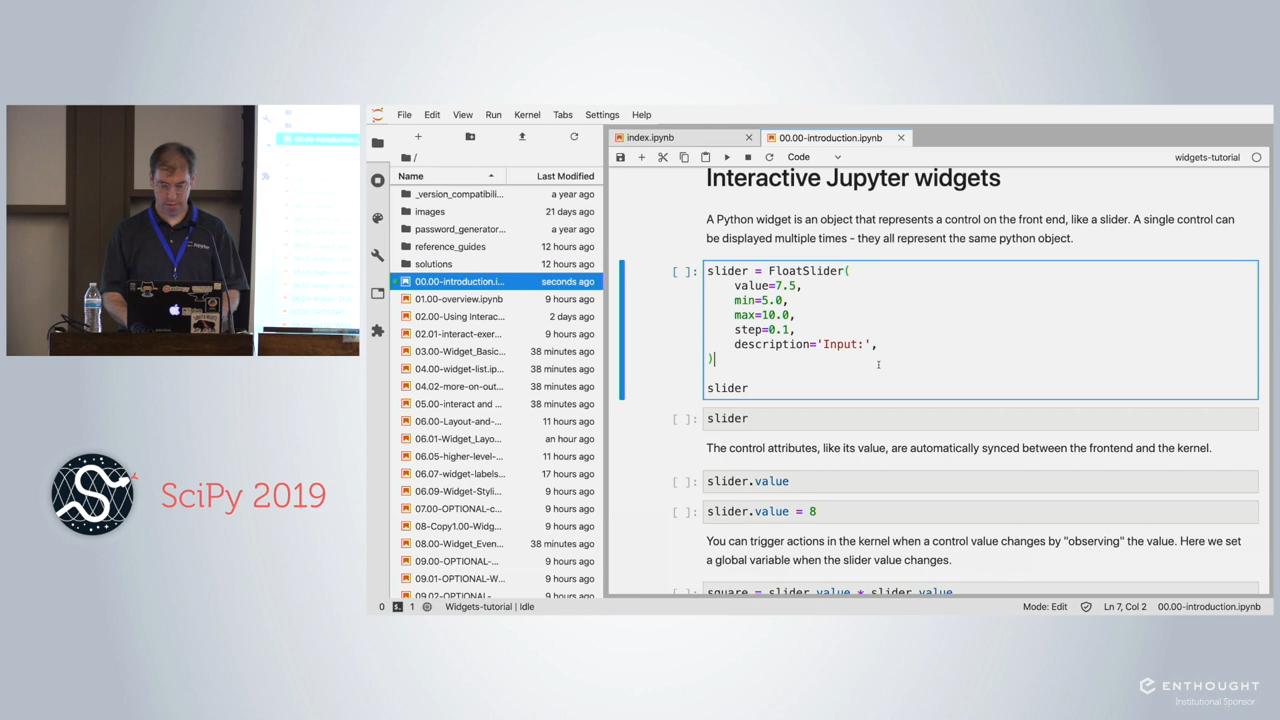 File Edit View Run Kernel Tabs Settings Help
/
Name Last Modified
_version_compatibili... a year ago
images 21 days ago
password_generator... a year ago
reference_guides 12 hours ago
solutions 12 hours ago
00.00-introduction.i... seconds ago
01.00-overview.ipynb 9 hours ago
02.00-Using Interac... 2 days ago
02.01-interact-exer... 9 hours ago
03.00-Widget_Basic... 38 minutes ago
04.00-widget-list.ip... 38 minutes ago
04.02-more-on-out... 38 minutes ago
05.00-interact and ... 38 minutes ago
06.00-Layout-and-... 11 hours ago
06.01-Widget_Layo... an hour ago
06.05-higher-level-... 11 hours ago
06.07-widget-labels... 17 hours ago
06.09-Widget-Styli... 9 hours ago
07.00-OPTIONAL-c... 9 hours ago
08-Copy1.00-Widg... 9 hours ago
08.00-Widget_Even... 38 minutes ago
09.00-OPTIONAL-... 9 hours ago
09.01-OPTIONAL-W... 9 hours ago
09.02-OPTIONAL-... 9 hours ago
index.ipynb 00.00-introduction.ipynb
Code widgets-tutorial
Interactive Jupyter widgets
A Python widget is an object that represents a control on the front end, like a slider. A single control can
be displayed multiple times - they all represent the same python object.
[ ]: slider = FloatSlider(
value=7.5,
min=5.0,
max=10.0,
step=0.1,
description='Input:',
)
slider
[ ]: slider
The control attributes, like its value, are automatically synced between the frontend and the kernel.
[ ]: slider.value
[ ]: slider.value = 8
You can trigger actions in the kernel when a control value changes by "observing" the value. Here we set
a global variable when the slider value changes.
[ ]: square = slider.value * slider.value
0 1 Widgets-tutorial | Idle Mode: Edit Ln 7, Col 2 00.00-introduction.ipynb
SciPy 2019
ENTHOUGHT
Institutional Sponsor